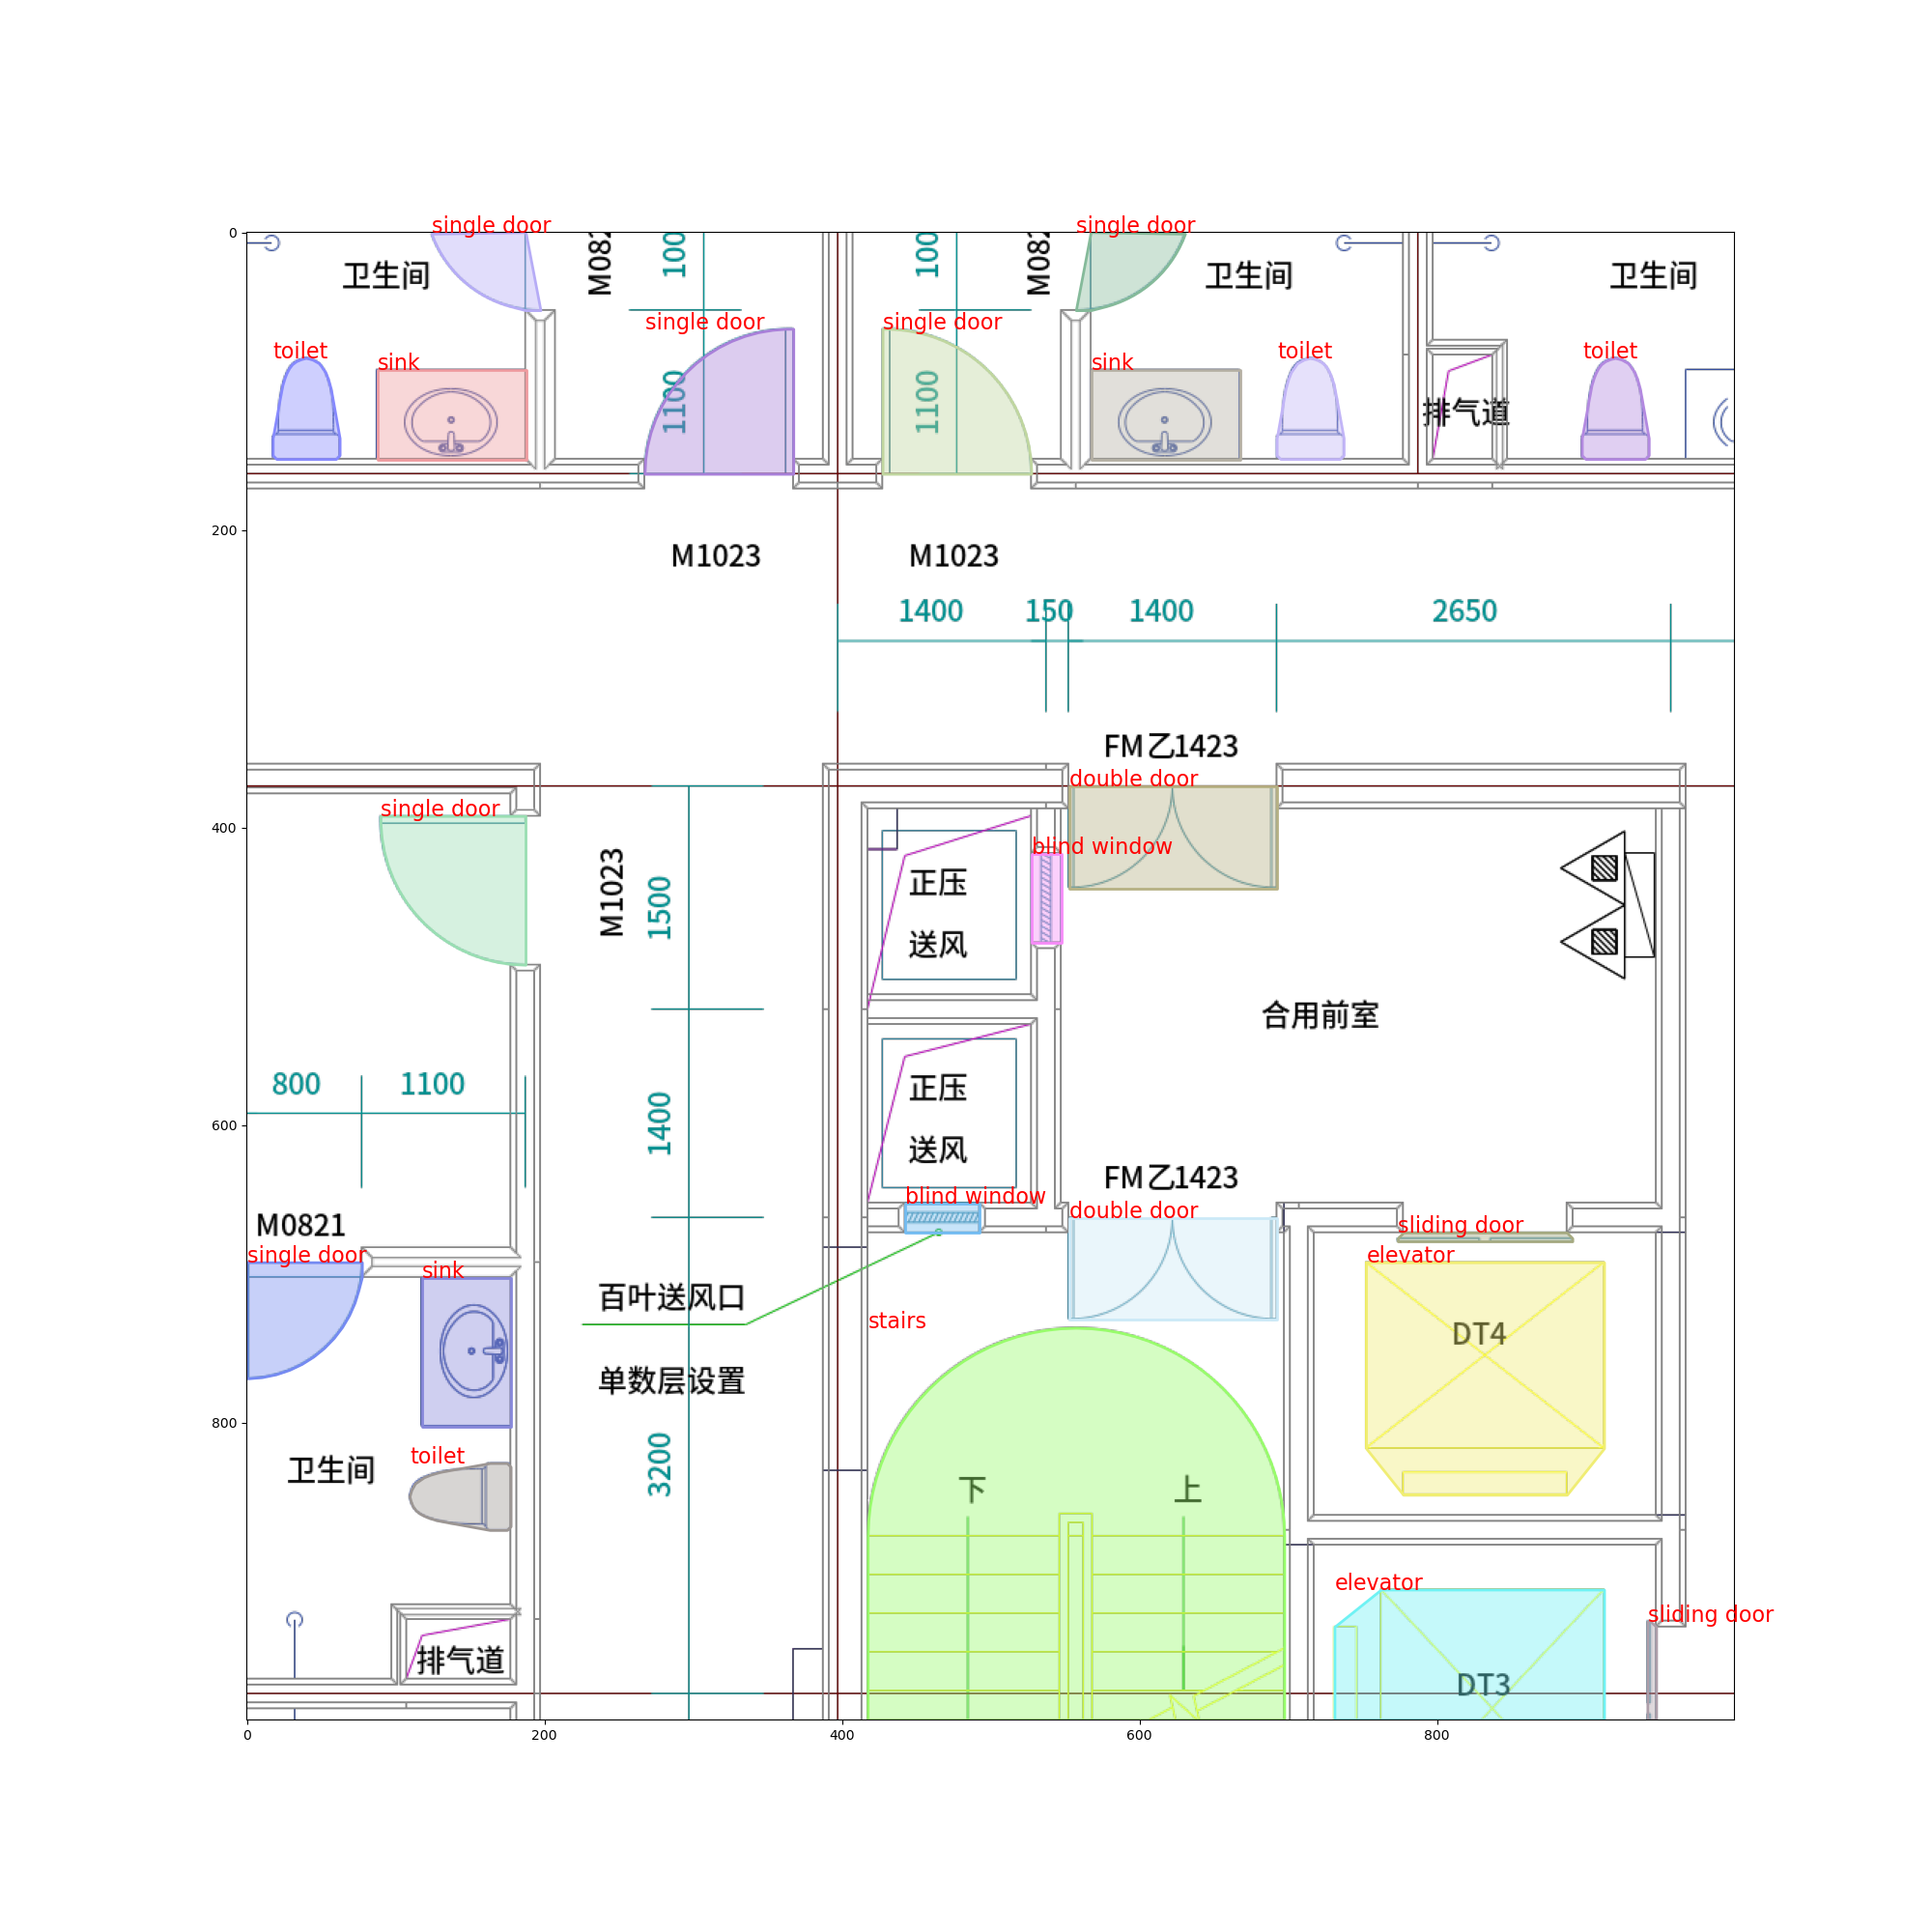 single door
single door
0
M082
100
100
M082
卫生间
卫生间
卫生间
single door
single door
toilet
sink
1100
1100
sink
toilet
toilet
排气道
200
M1023
M1023
1400
150
1400
2650
FM乙1423
double door
400
single door
M1023
1500
blind window
正压
送风
合用前室
800
1100
1400
正压
送风
600
FM乙1423
M0821
blind window
double door
sliding door
single door
sink
elevator
百叶送风口
stairs
DT4
单数层设置
800
toilet
卫生间
3200
下
上
elevator
sliding door
排气道
DT3
0
200
400
600
800